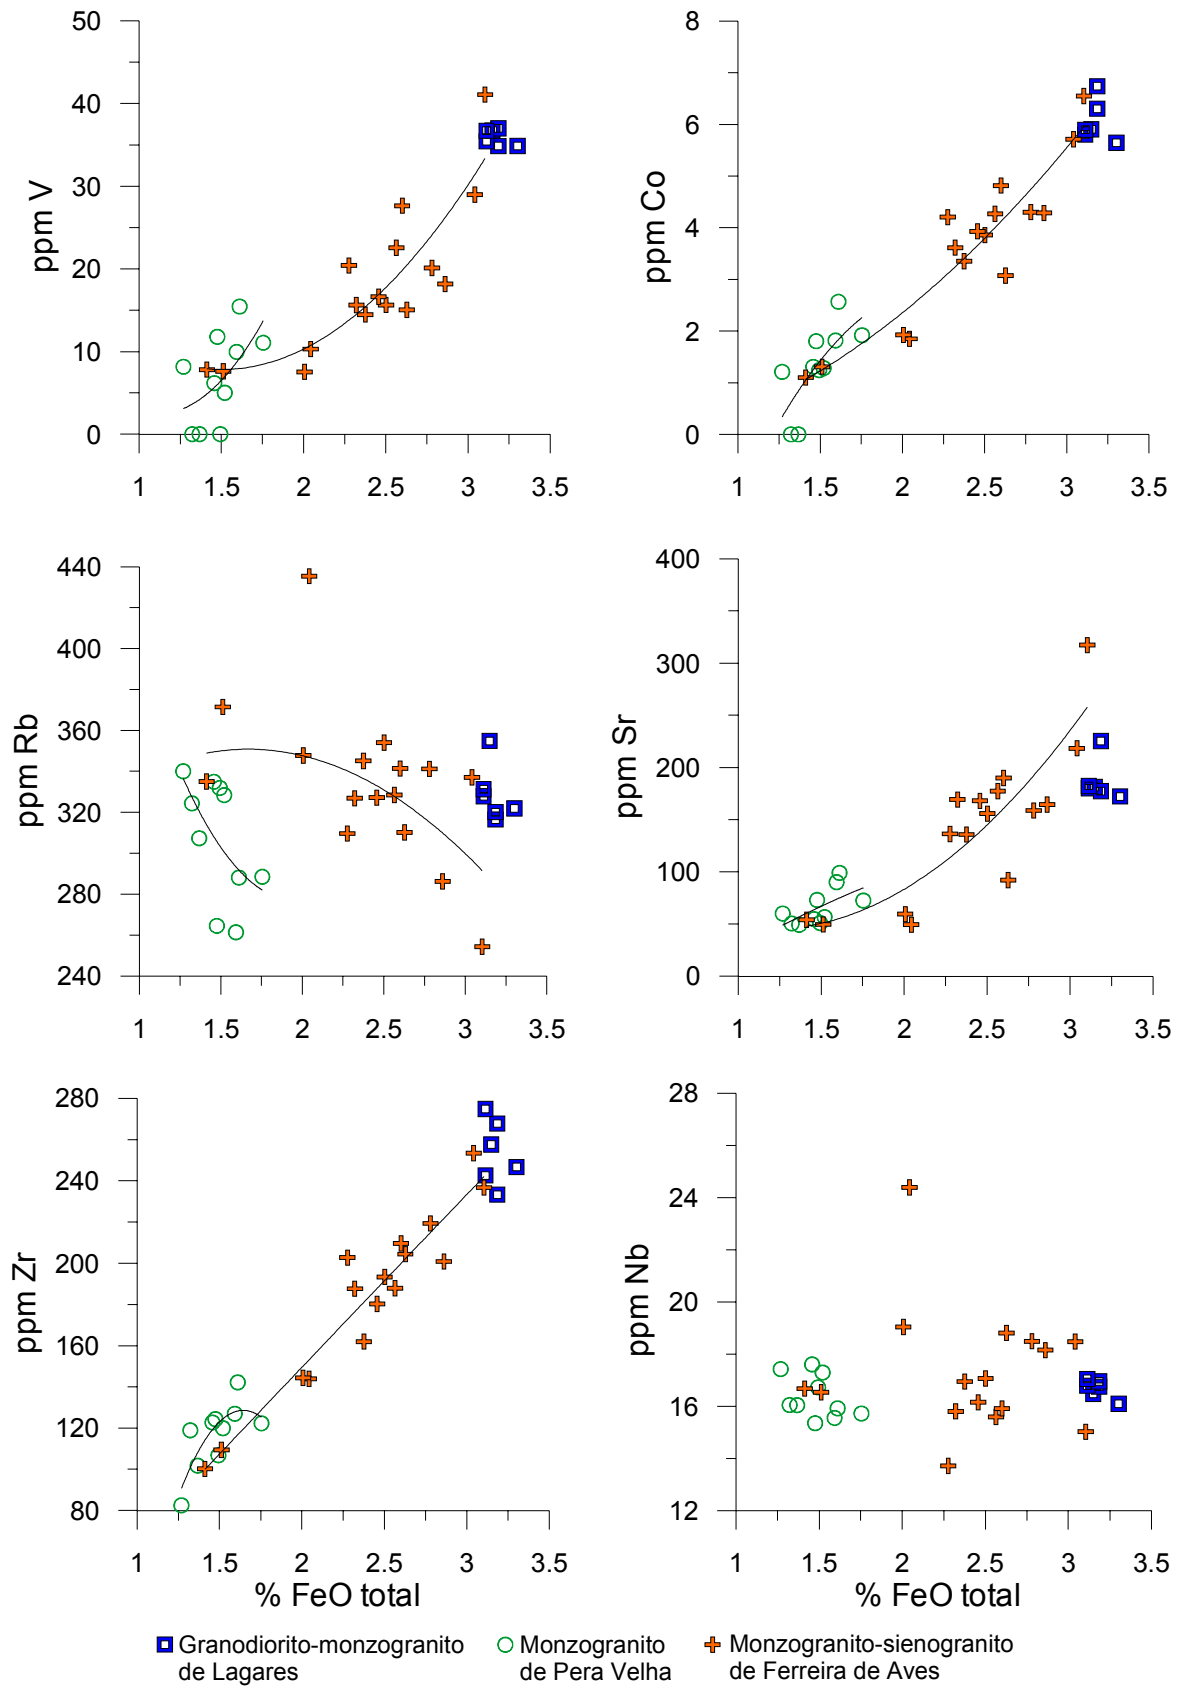 50
40
30
20
10
0
ppm V
1 1.5 2 2.5 3 3.5
8
6
4
2
0
ppm Co
1 1.5 2 2.5 3 3.5
440
400
360
320
280
240
ppm Rb
1 1.5 2 2.5 3 3.5
400
300
200
100
0
ppm Sr
1 1.5 2 2.5 3 3.5
280
240
200
160
120
80
ppm Zr
1 1.5 2 2.5 3 3.5
% FeO total
28
24
20
16
12
ppm Nb
1 1.5 2 2.5 3 3.5
% FeO total
Granodiorito-monzogranito
de Lagares
Monzogranito
de Pera Velha
Monzogranito-sienogranito
de Ferreira de Aves